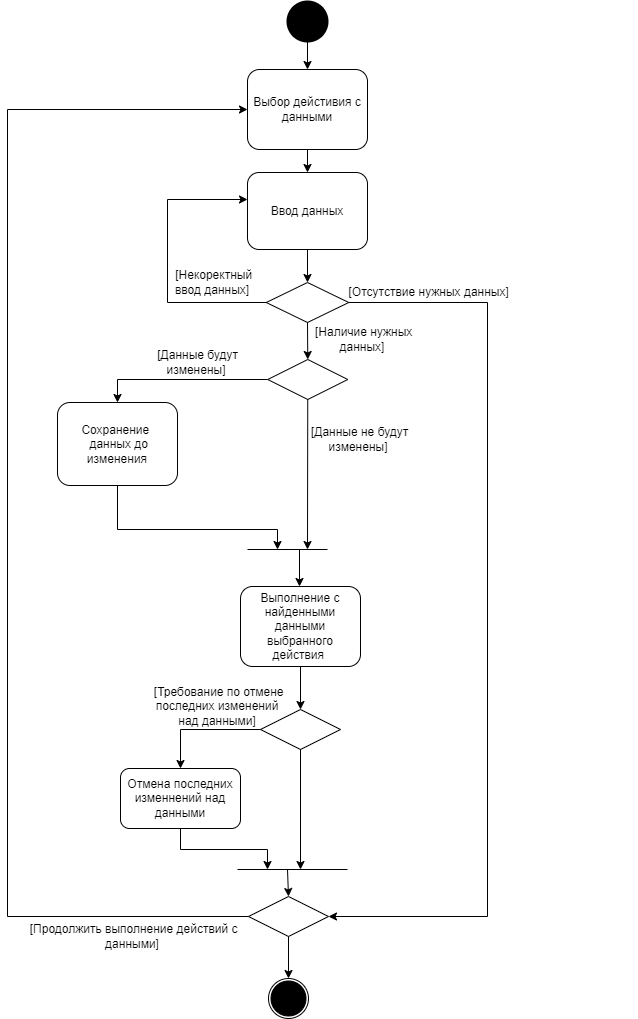 Выбор дейстивия с
данными
Ввод данных
[Некоректный
ввод данных]
[Отсутствие нужных данных]
[Наличие нужных
данных]
[Данные будут
изменены]
Сохранение
данных до
изменения
[Данные не будут
изменены]
Выполнение с
найденными
данными
выбранного
действия
[Требование по отмене
последних изменений
над данными]
Отмена последних
изменнений над
данными
[Продолжить выполнение действий с
данными]